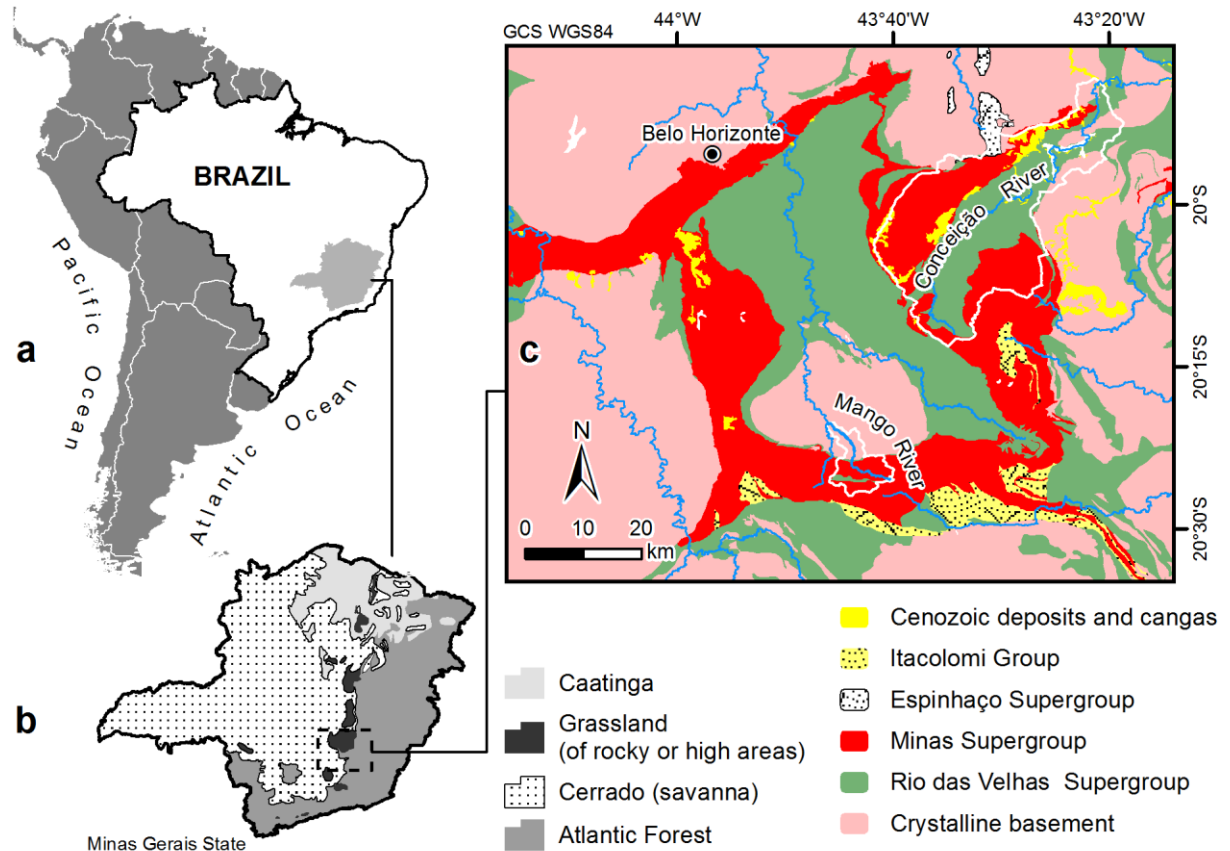 BRAZIL
Pacific Ocean
Atlantic Ocean
a
GCS WGS84
44°W
43°40'W
43°20'W
Belo Horizonte
Conceição River
20°S
c
20°15'S
N
Mango River
0 10 20
km
20°30'S
b
Minas Gerais State
Caatinga
Grassland
(of rocky or high areas)
Cerrado (savanna)
Atlantic Forest
Cenozoic deposits and cangas
Itacolomi Group
Espinhaço Supergroup
Minas Supergroup
Rio das Velhas Supergroup
Crystalline basement